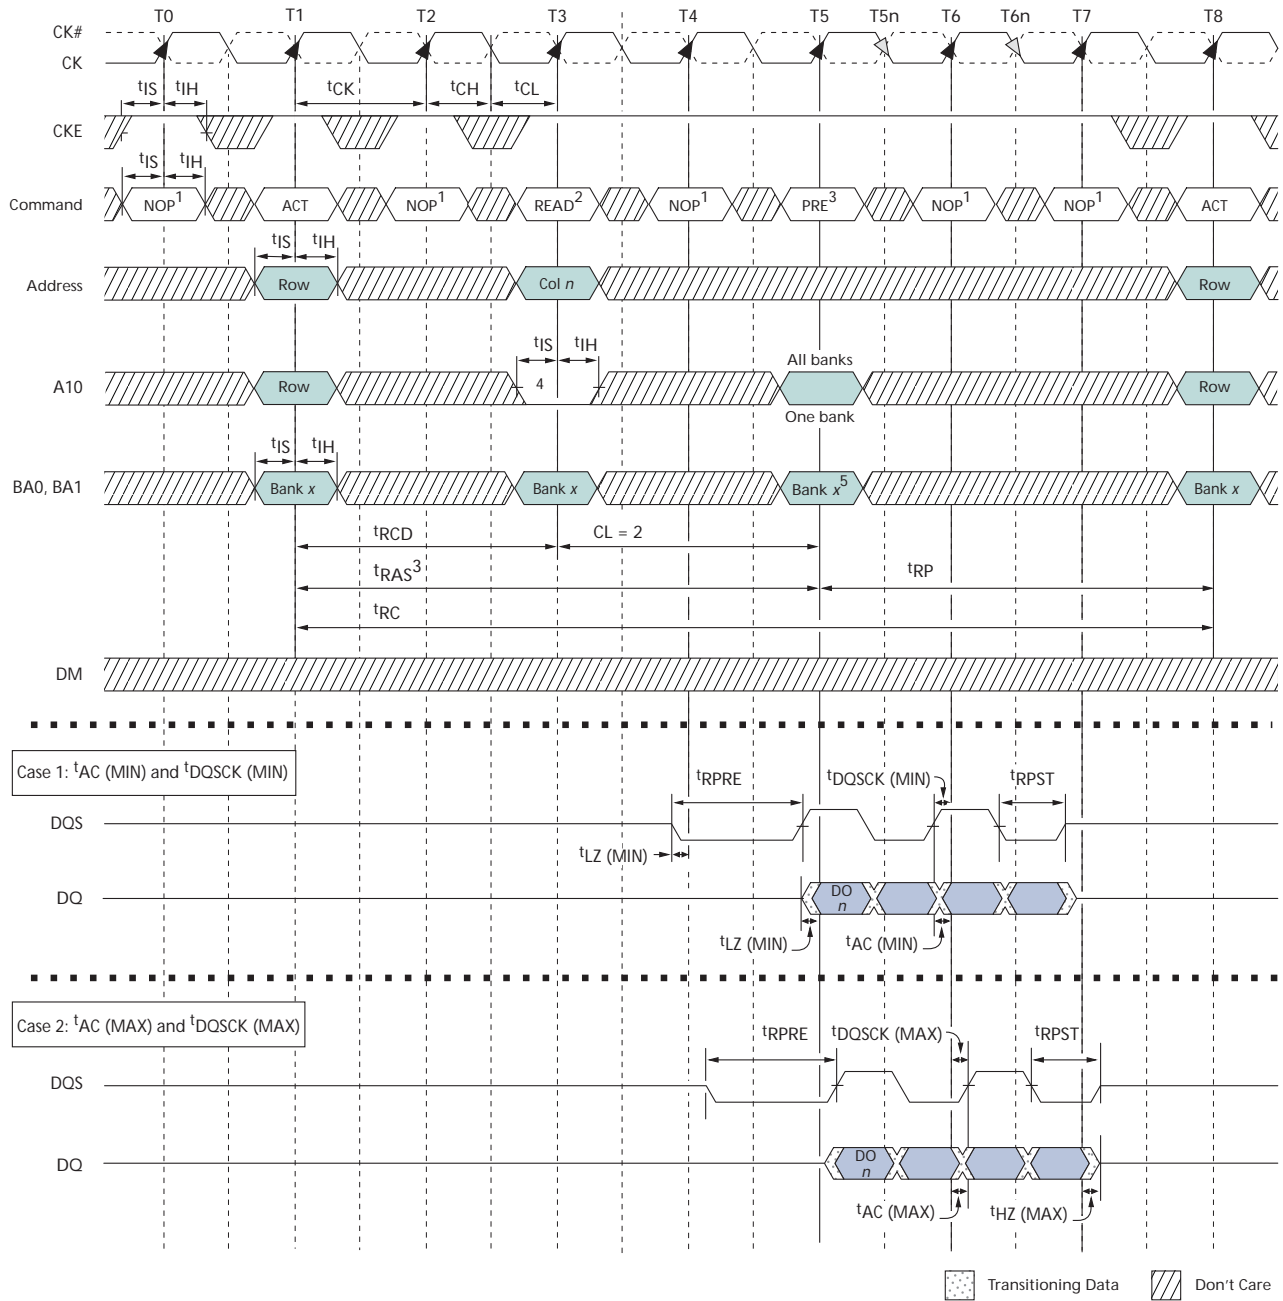 T0 T1 T2 T3 T4 T5 T5n T6 T6n T7 T8
CK#
CK
tIS tIH tCK tCH tCL
CKE
tIS tIH
Command NOP1 ACT NOP1 READ2 NOP1 PRE3 NOP1 NOP1 ACT
tIS tIH
Address Row Col n Row
tIS tIH All banks
A10 Row 4 Row
One bank
tIS tIH
BA0, BA1 Bank x Bank x Bank x5 Bank x
tRCD CL = 2
tRAS3 tRP
tRC
DM
Case 1: tAC (MIN) and tDQSCK (MIN)
tRPRE tDQSCK (MIN) tRPST
DQS
tLZ (MIN)
DQ DO n
tLZ (MIN) tAC (MIN)
Case 2: tAC (MAX) and tDQSCK (MAX)
tRPRE tDQSCK (MAX) tRPST
DQS
DQ DO n
tAC (MAX) tHZ (MAX)
Transitioning Data Don't Care